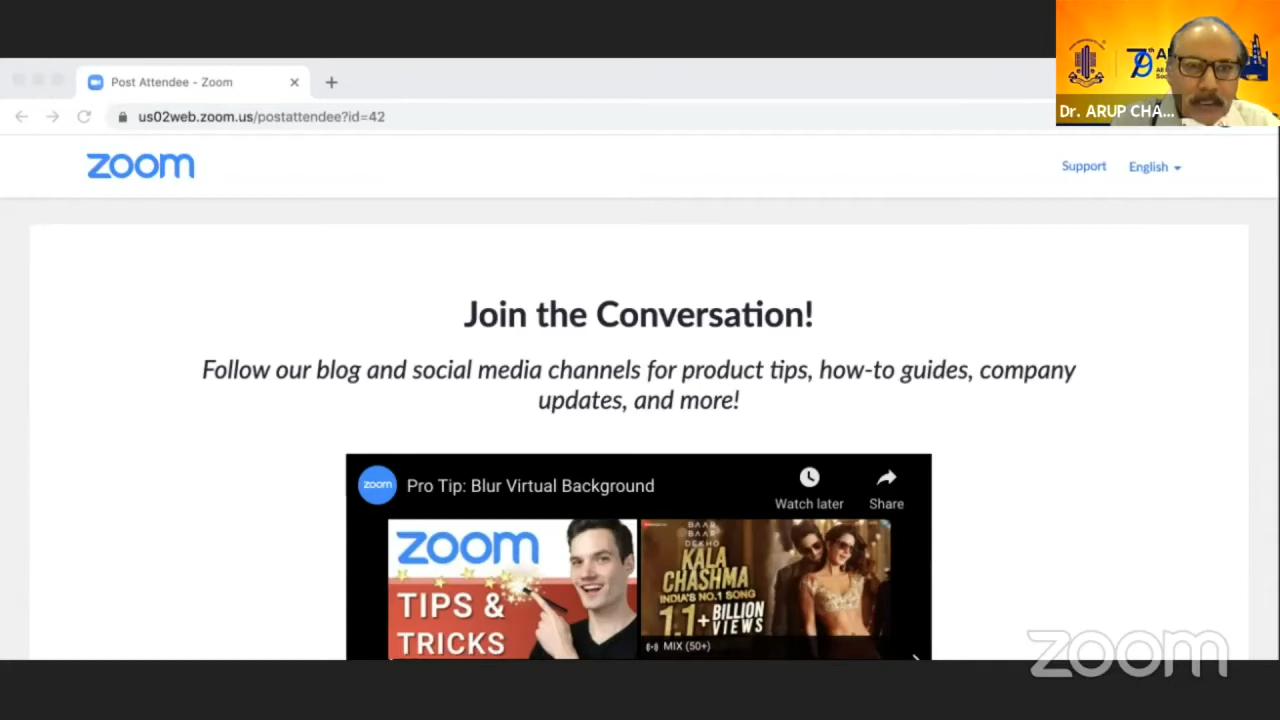 Post Attendee - Zoom
us02web.zoom.us/postattendee?id=42
Dr. ARUP CHA...
zoom
Support
English
Join the Conversation!
Follow our blog and social media channels for product tips, how-to guides, company
updates, and more!
zoom
Pro Tip: Blur Virtual Background
Watch later
Share
zoom
TIPS &
TRICKS
BAAR
BAAR
DEKHO
KALA
CHASHMA
INDIA'S NO.1 SONG
1.1+ BILLION
VIEWS
MIX (50+)
zoom